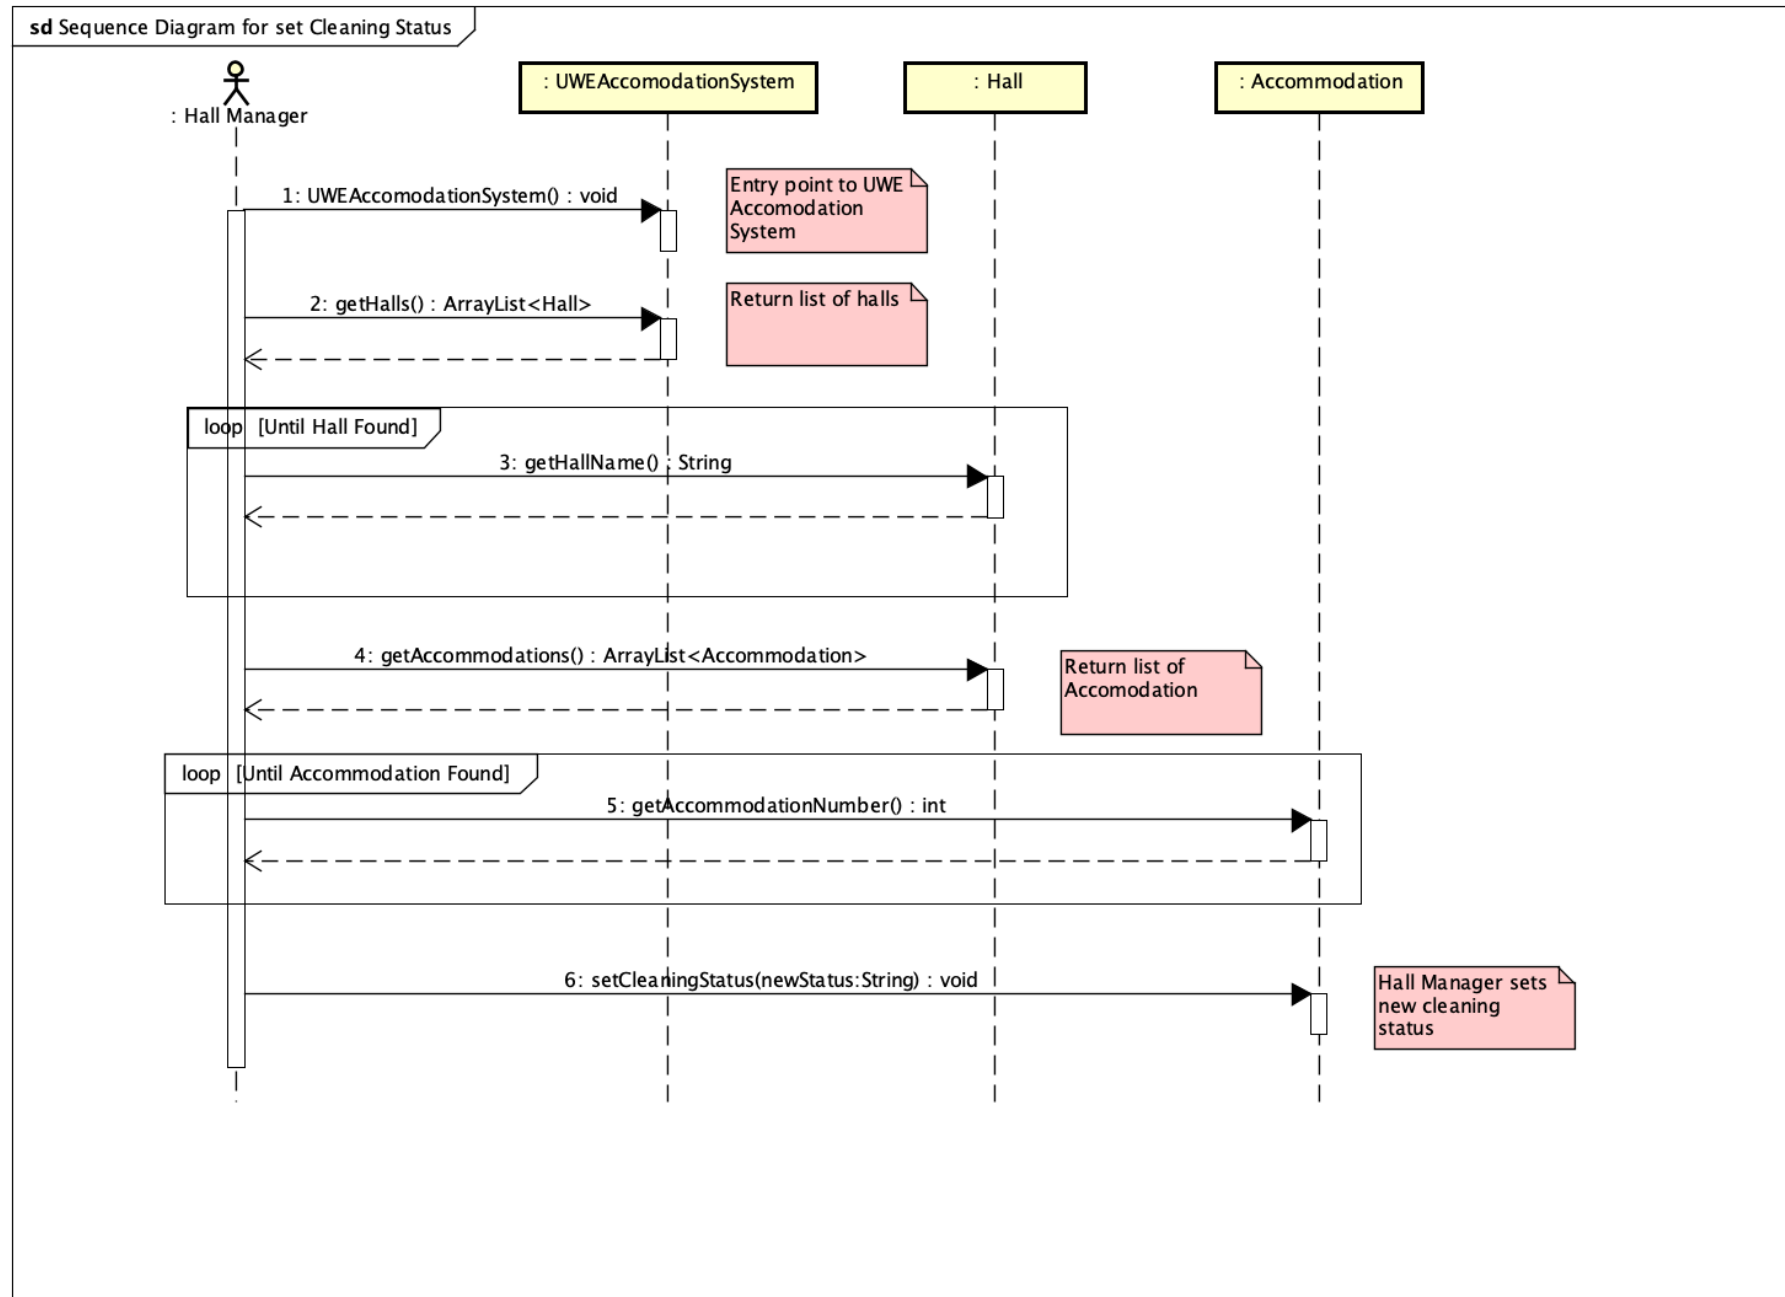 sd Sequence Diagram for set Cleaning Status
: Hall Manager
: UWEAccomodationSystem
: Hall
: Accommodation
1: UWEAccomodationSystem() : void
Entry point to UWE
Accomodation
System
2: getHalls() : ArrayList<Hall>
Return list of halls
loop [Until Hall Found]
3: getHallName() : String
4: getAccommodations() : ArrayList<Accommodation>
Return list of
Accomodation
loop [Until Accommodation Found]
5: getAccommodationNumber() : int
6: setCleaningStatus(newStatus:String) : void
Hall Manager sets
new cleaning
status